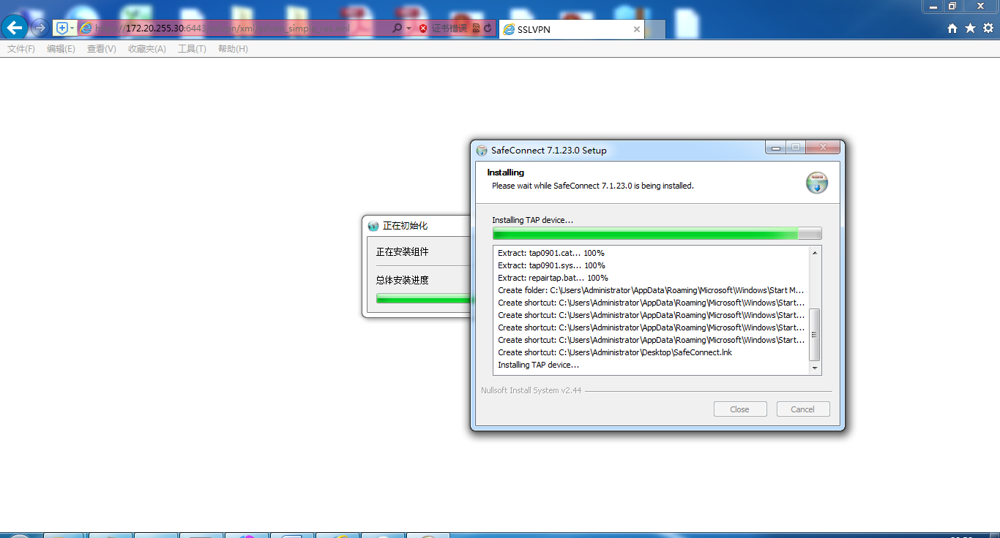 172.20.255.30:6443
证书错误
SSLVPN
文件(F) 编辑(E) 查看(V) 收藏夹(A) 工具(T) 帮助(H)
SafeConnect 7.1.23.0 Setup
Installing
Please wait while SafeConnect 7.1.23.0 is being installed.
正在初始化
正在安装组件
总体安装进度
Installing TAP device...
Extract: tap0901.cat... 100%
Extract: tap0901.sys... 100%
Extract: repairtap.bat... 100%
Create folder: C:\Users\Administrator\AppData\Roaming\Microsoft\Windows\Start M...
Create shortcut: C:\Users\Administrator\AppData\Roaming\Microsoft\Windows\Start...
Create shortcut: C:\Users\Administrator\AppData\Roaming\Microsoft\Windows\Start...
Create shortcut: C:\Users\Administrator\AppData\Roaming\Microsoft\Windows\Start...
Create shortcut: C:\Users\Administrator\AppData\Roaming\Microsoft\Windows\Start...
Create shortcut: C:\Users\Administrator\Desktop\SafeConnect.lnk
Installing TAP device...
Nullsoft Install System v2.44
Close
Cancel